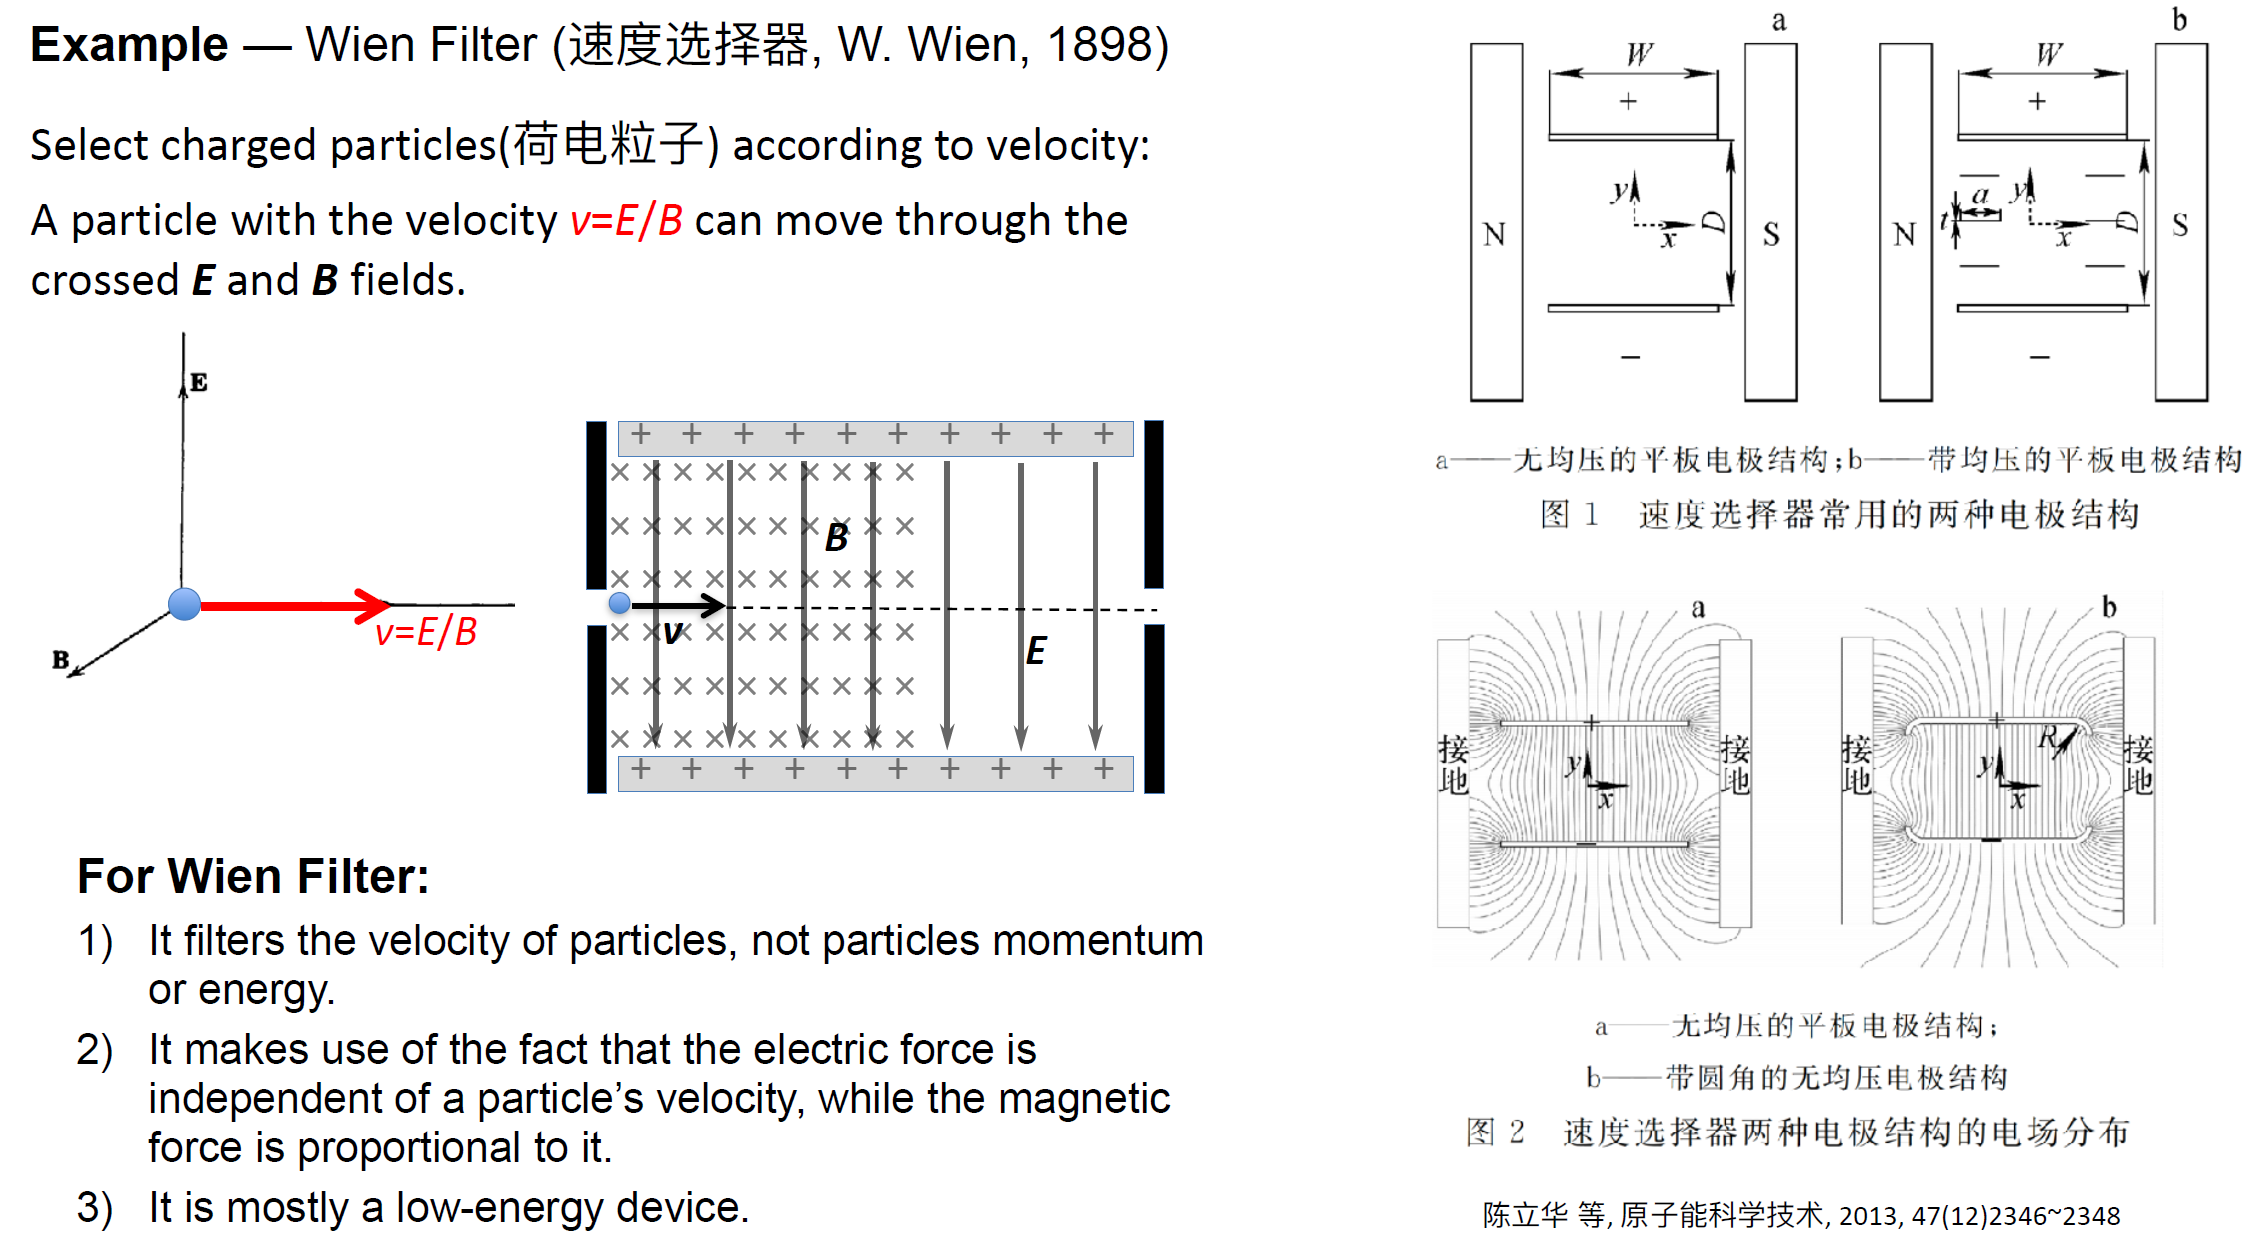 Example — Wien Filter (速度选择器, W. Wien, 1898)
Select charged particles(荷电粒子) according to velocity:
A particle with the velocity v=E/B can move through the
crossed E and B fields.
E
B
v=E/B
+ + + + + + + + + +
B
v
E
+ + + + + + + + + +
For Wien Filter:
1) It filters the velocity of particles, not particles momentum
or energy.
2) It makes use of the fact that the electric force is
independent of a particle’s velocity, while the magnetic
force is proportional to it.
3) It is mostly a low-energy device.
a
W
+
y
x
D
N
S
−
b
W
+
a
y
t
x
D
N
S
−
a——无均压的平板电极结构;b——带均压的平板电极结构
图 1 速度选择器常用的两种电极结构
a
+
接地
y
x
接地
−
b
+
R
接地
y
x
接地
−
a——无均压的平板电极结构;
b——带圆角的无均压电极结构
图 2 速度选择器两种电极结构的电场分布
陈立华 等, 原子能科学技术, 2013, 47(12)2346~2348